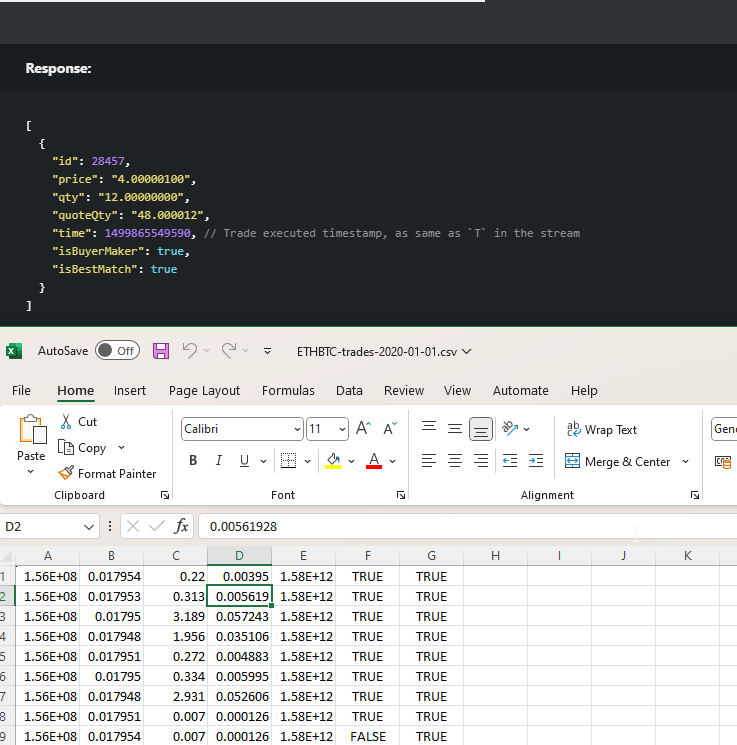 Response:
[
{
"id": 28457,
"price": "4.00000100",
"qty": "12.00000000",
"quoteQty": "48.000012",
"time": 1499865549590, // Trade executed timestamp, as same as `T` in the stream
"isBuyerMaker": true,
"isBestMatch": true
}
]
AutoSave Off ETHBTC-trades-2020-01-01.csv
File Home Insert Page Layout Formulas Data Review View Automate Help
Paste Cut Calibri 11 A A ab Wrap Text Gene
Copy
Format Painter B I U A Merge & Center
Clipboard Font Alignment
D2 fx 0.00561928
A B C D E F G H I J K
1 1.56E+08 0.017954 0.22 0.00395 1.58E+12 TRUE TRUE
2 1.56E+08 0.017953 0.313 0.005619 1.58E+12 TRUE TRUE
3 1.56E+08 0.01795 3.189 0.057243 1.58E+12 TRUE TRUE
4 1.56E+08 0.017948 1.956 0.035106 1.58E+12 TRUE TRUE
5 1.56E+08 0.017951 0.272 0.004883 1.58E+12 TRUE TRUE
6 1.56E+08 0.01795 0.334 0.005995 1.58E+12 TRUE TRUE
7 1.56E+08 0.017948 2.931 0.052606 1.58E+12 TRUE TRUE
8 1.56E+08 0.017951 0.007 0.000126 1.58E+12 TRUE TRUE
9 1.56E+08 0.017954 0.007 0.000126 1.58E+12 FALSE TRUE